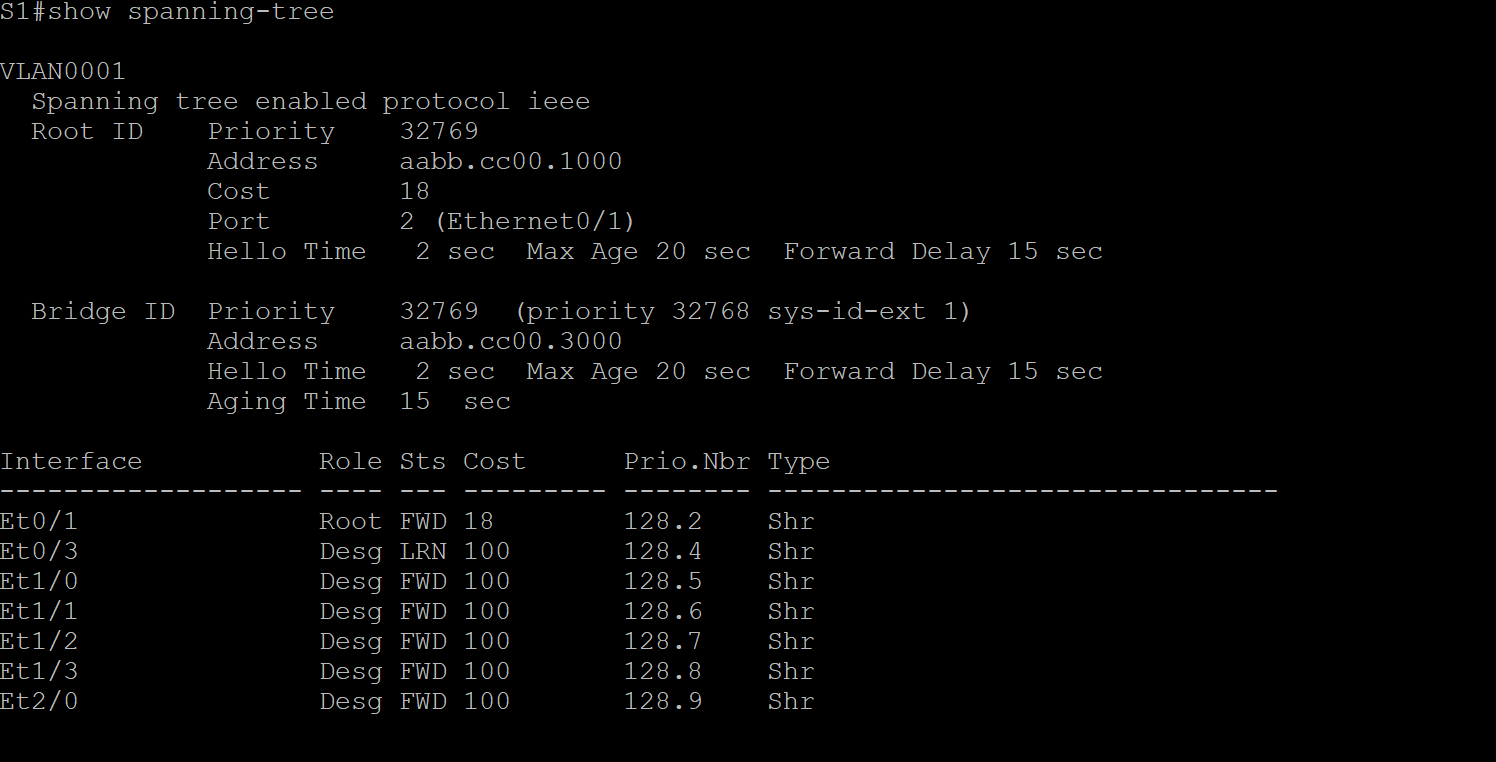 S1#show spanning-tree

VLAN0001
  Spanning tree enabled protocol ieee
  Root ID    Priority    32769
             Address     aabb.cc00.1000
             Cost        18
             Port        2 (Ethernet0/1)
             Hello Time   2 sec  Max Age 20 sec  Forward Delay 15 sec

  Bridge ID  Priority    32769  (priority 32768 sys-id-ext 1)
             Address     aabb.cc00.3000
             Hello Time   2 sec  Max Age 20 sec  Forward Delay 15 sec
             Aging Time  15  sec

Interface           Role Sts Cost      Prio.Nbr Type
------------------- ---- --- --------- -------- --------------------------------
Et0/1               Root FWD 18        128.2    Shr
Et0/3               Desg LRN 100       128.4    Shr
Et1/0               Desg FWD 100       128.5    Shr
Et1/1               Desg FWD 100       128.6    Shr
Et1/2               Desg FWD 100       128.7    Shr
Et1/3               Desg FWD 100       128.8    Shr
Et2/0               Desg FWD 100       128.9    Shr